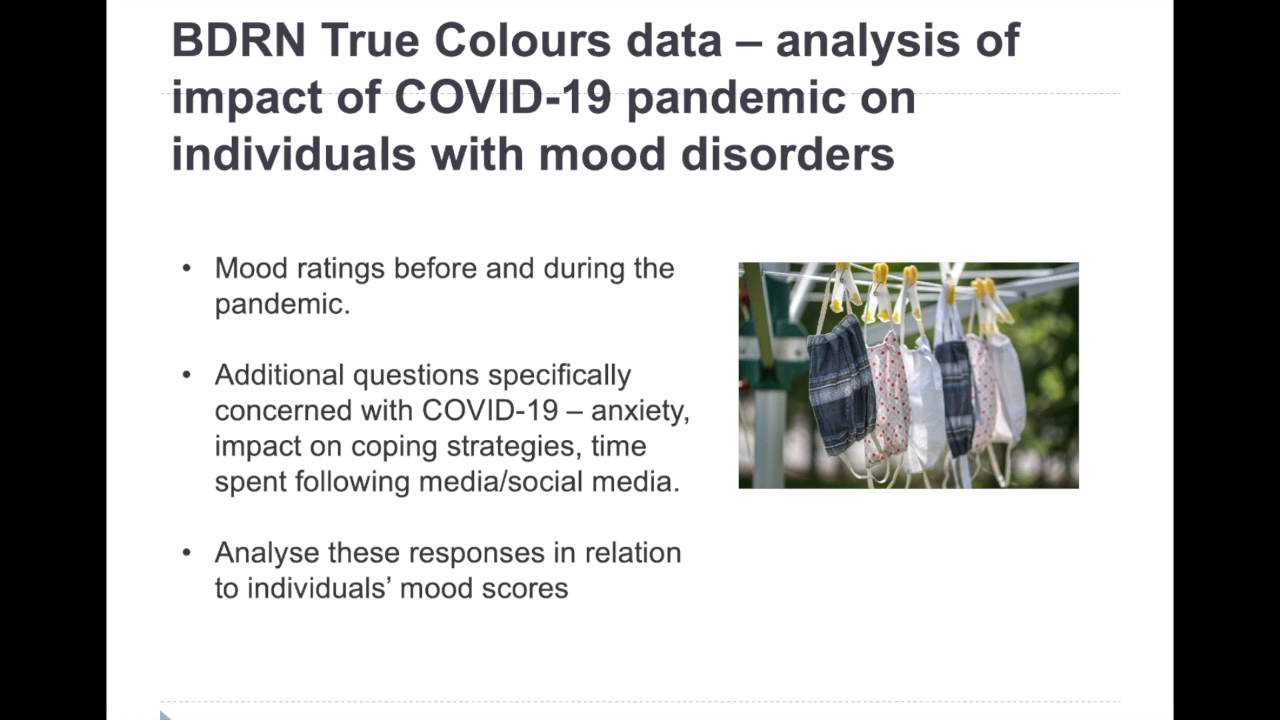 BDRN True Colours data – analysis of
impact of COVID-19 pandemic on
individuals with mood disorders
• Mood ratings before and during the
pandemic.
• Additional questions specifically
concerned with COVID-19 – anxiety,
impact on coping strategies, time
spent following media/social media.
• Analyse these responses in relation
to individuals’ mood scores